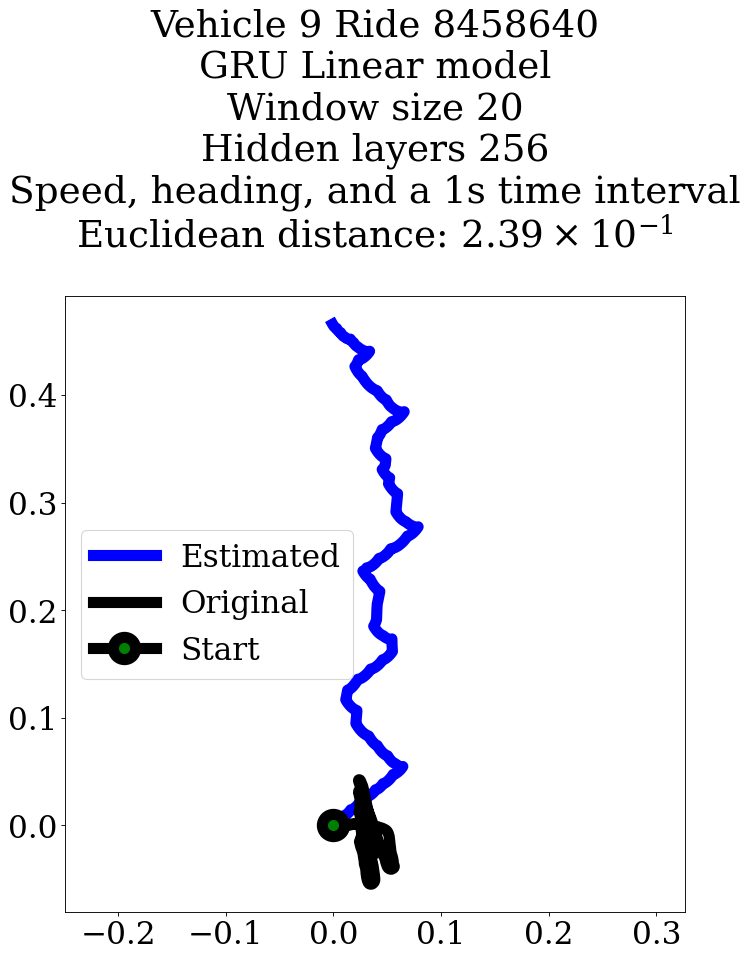 Vehicle 9 Ride 8458640
GRU Linear model
Window size 20
Hidden layers 256
Speed, heading, and a 1s time interval
Euclidean distance: 2.39 × 10⁻¹
0.4
0.3
Estimated
Original
Start
0.2
0.1
0.0
−0.2 −0.1 0.0 0.1 0.2 0.3